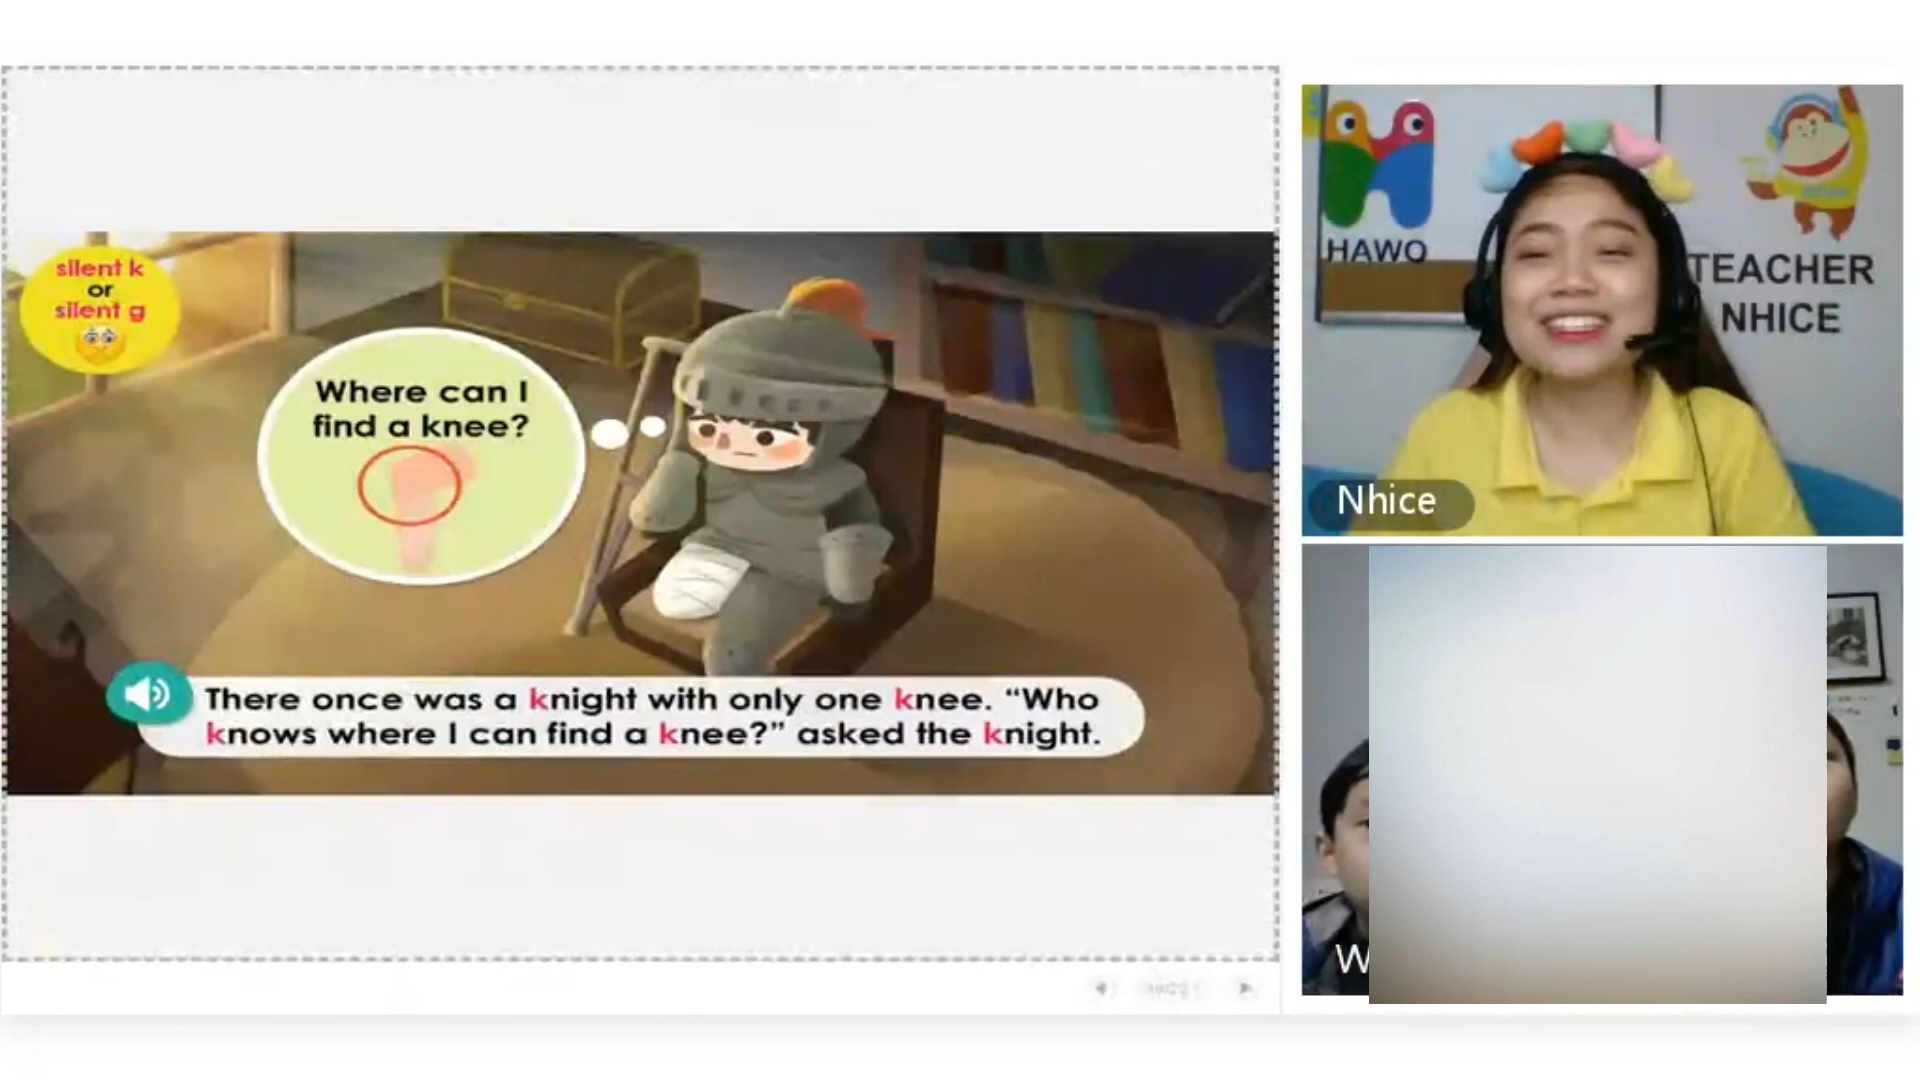 silent k
or
silent g
Where can I
find a knee?
There once was a knight with only one knee. “Who
knows where I can find a knee?” asked the knight.
HAWO
TEACHER
NHICE
Nhice
W